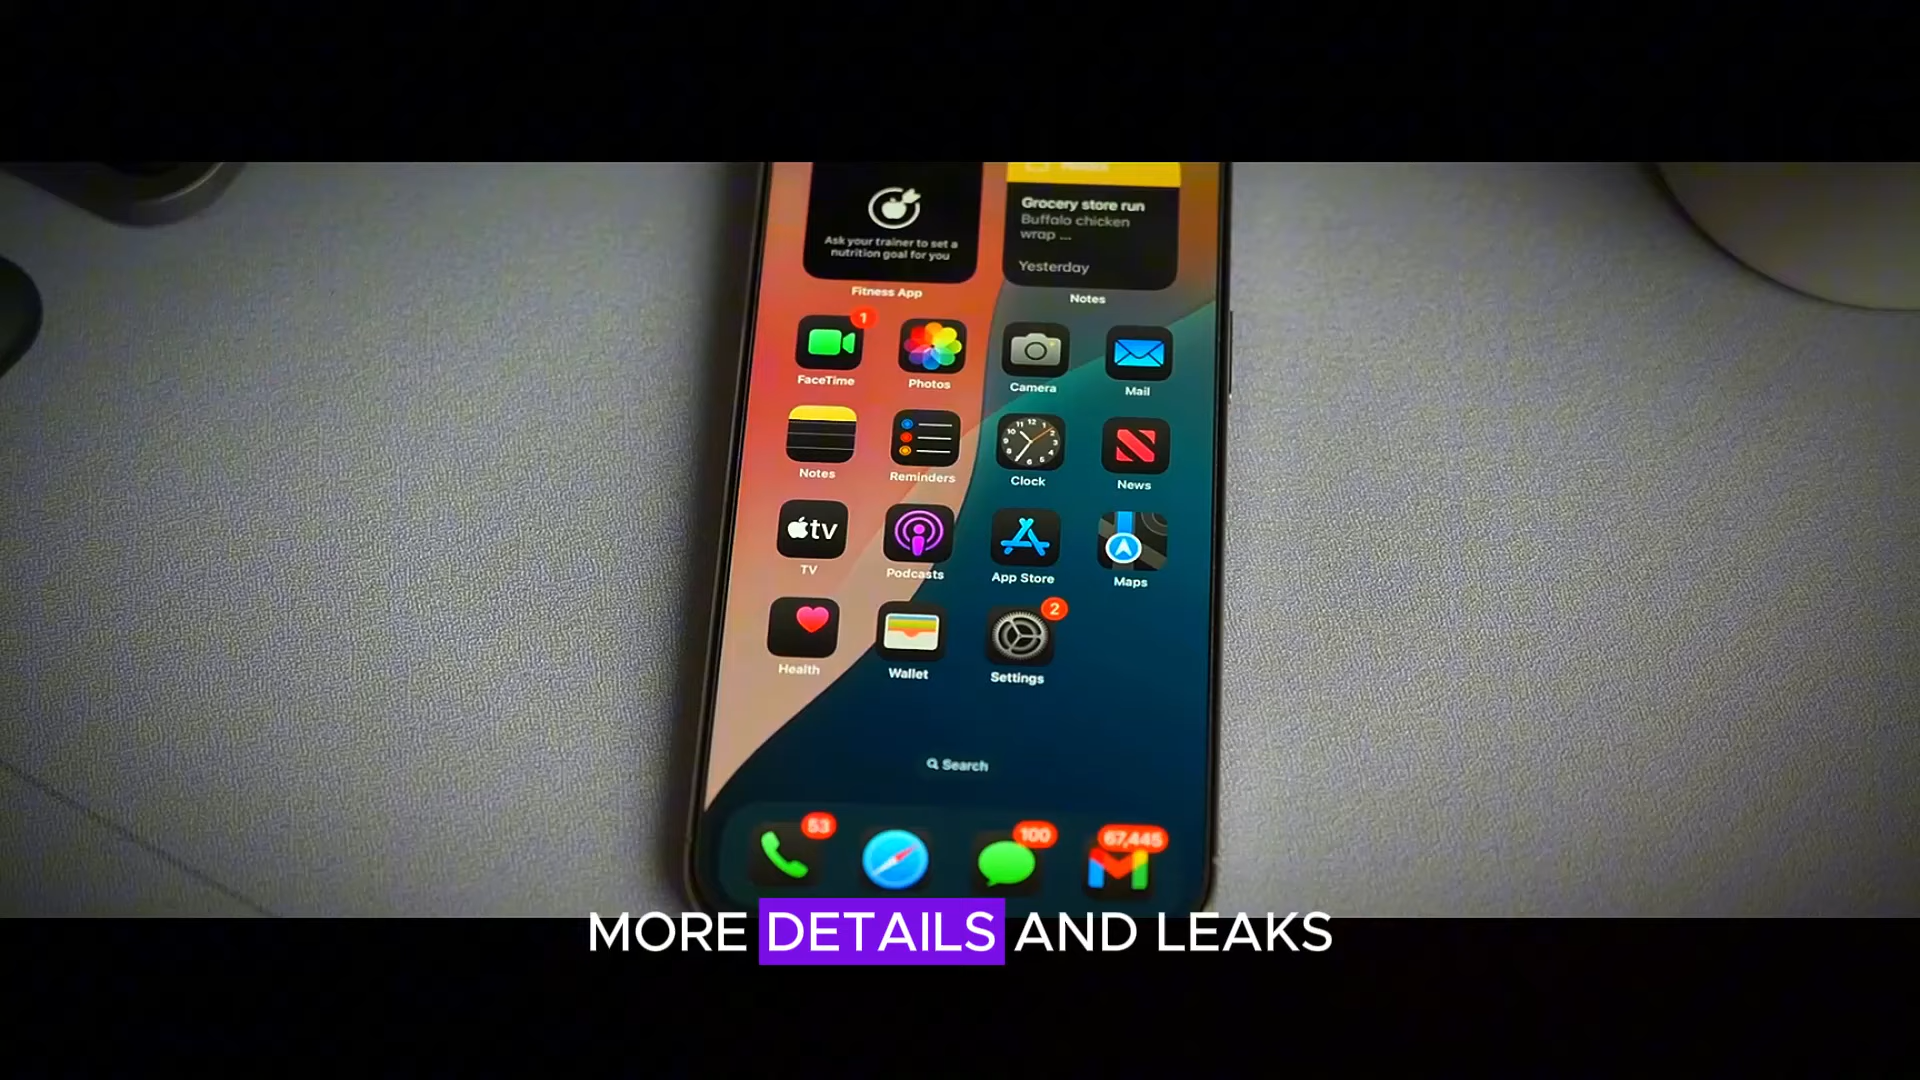 Grocery store run
Buffalo chicken
wrap ...
Yesterday
Ask your trainer to set a
nutrition goal for you
Fitness App
Notes
1
FaceTime
Photos
Camera
Mail
Notes
Reminders
Clock
News
tv
TV
Podcasts
App Store
Maps
Health
Wallet
2
Settings
Search
53
100
67,445
MORE DETAILS AND LEAKS